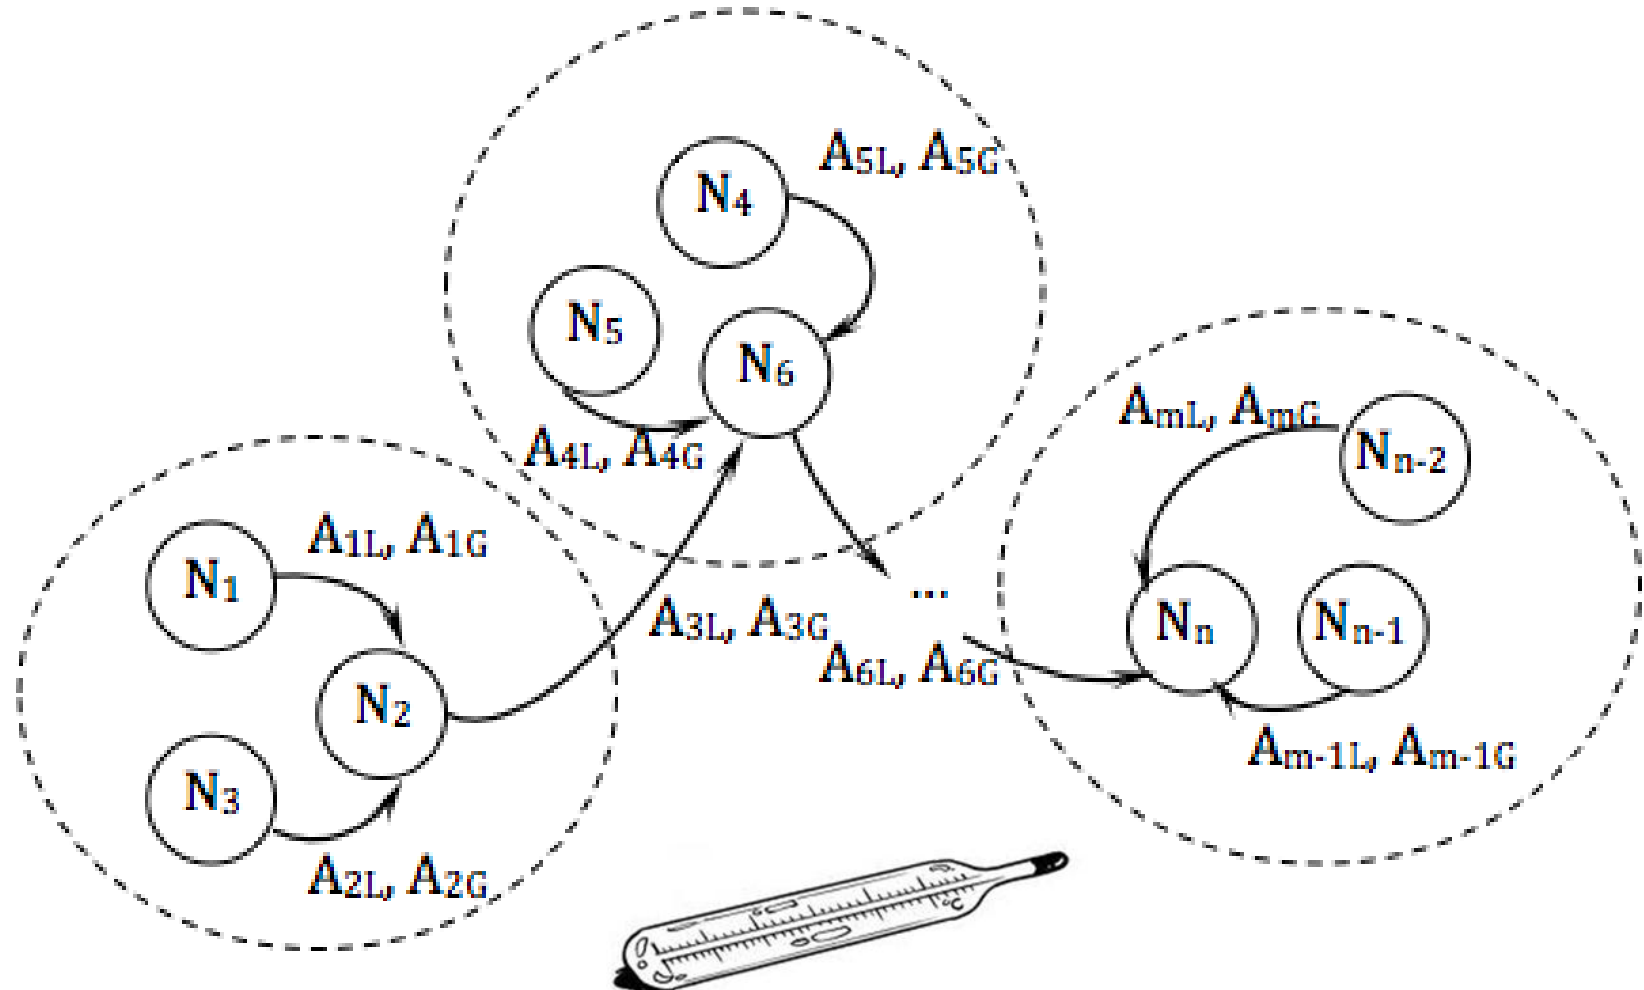 A5L, A5G
N4
N5
N6
AmL, AmG
Nn-2
A4L, A4G
A1L, A1G
N1
...
A3L, A3G
Nn
Nn-1
A6L, A6G
N2
Am-1L, Am-1G
N3
A2L, A2G
°C